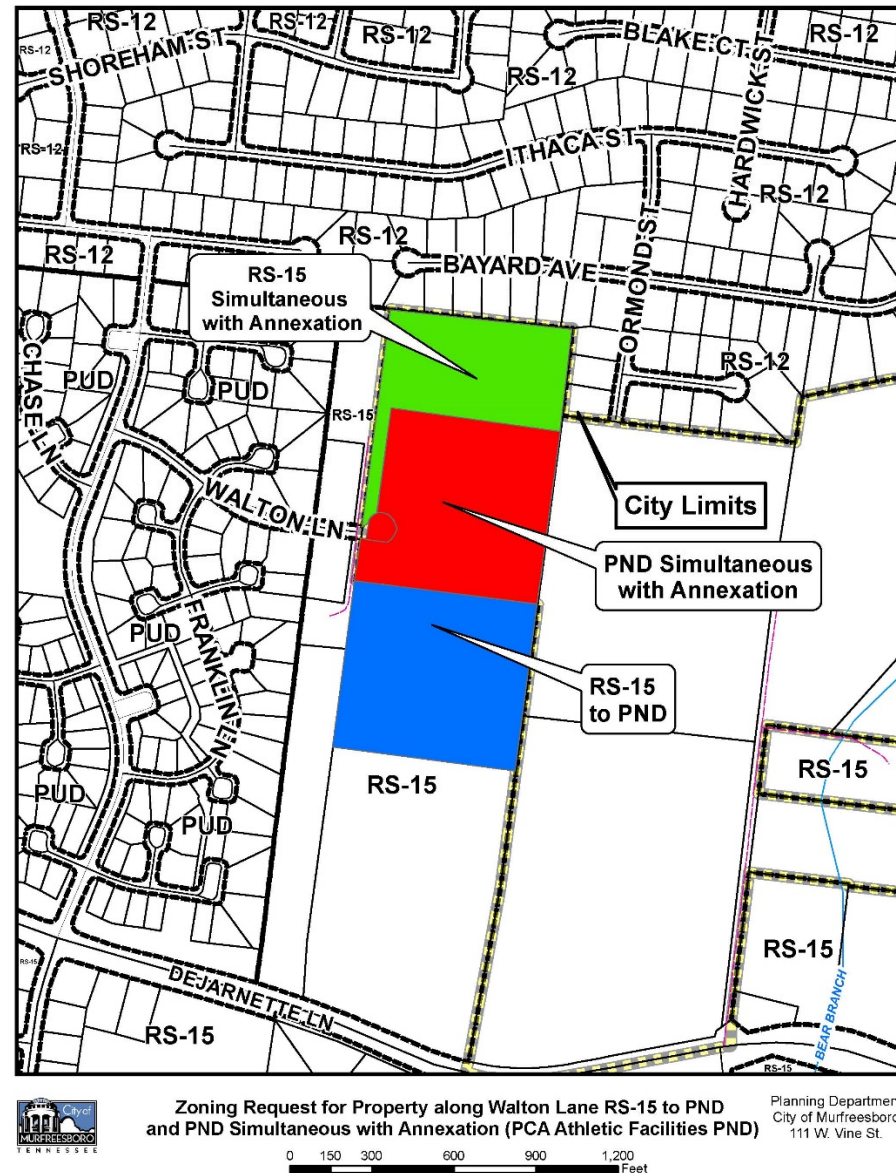 RS-12
RS-12
RS-12
RS-12
RS-12
SHOREHAM ST
BLAKE CT
HARDWICK ST
RS-12
RS-12
ITHACA ST
RS-12
RS-12
RS-12
ORMOND ST
BAYARD AVE
RS-15
Simultaneous
with Annexation
RS-12
CHASE LN
PUD
PUD
RS-15
WALTON LN
City Limits
PND Simultaneous
with Annexation
PUD
FRANKLIN LN
RS-15
to PND
RS-15
RS-15
PUD
PUD
RS-15
RS-15
DEJARNETTE LN
RS-15
BEAR BRANCH
RS-15
City of
MURFREESBORO
TENNESSEE
Zoning Request for Property along Walton Lane RS-15 to PND
and PND Simultaneous with Annexation (PCA Athletic Facilities PND)
Planning Departmen
City of Murfreesboro
111 W. Vine St.
0 150 300 600 900 1,200
Feet